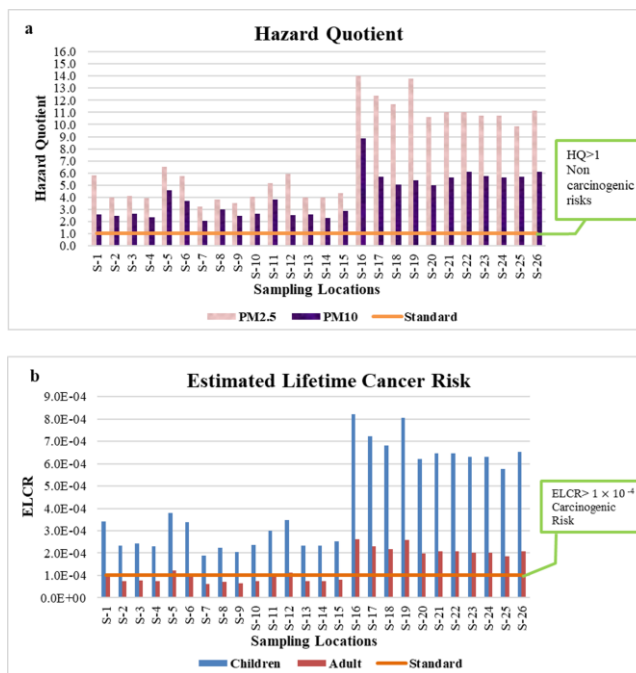 a
Hazard Quotient
16.0
15.0
14.0
13.0
12.0
11.0
10.0
9.0
8.0
7.0
6.0
5.0
4.0
3.0
2.0
1.0
0.0
Hazard Quotient
S-1 S-2 S-3 S-4 S-5 S-6 S-7 S-8 S-9 S-10 S-11 S-12 S-13 S-14 S-15 S-16 S-17 S-18 S-19 S-20 S-21 S-22 S-23 S-24 S-25 S-26
Sampling Locations
PM2.5 PM10 Standard
HQ>1
Non
carcinogenic
risks
b
Estimated Lifetime Cancer Risk
9.0E-04
8.0E-04
7.0E-04
6.0E-04
5.0E-04
4.0E-04
3.0E-04
2.0E-04
1.0E-04
0.0E+00
ELCR
S-1 S-2 S-3 S-4 S-5 S-6 S-7 S-8 S-9 S-10 S-11 S-12 S-13 S-14 S-15 S-16 S-17 S-18 S-19 S-20 S-21 S-22 S-23 S-24 S-25 S-26
Sampling Locations
Children Adult Standard
ELCR> 1 × 10⁻⁴
Carcinogenic
Risk